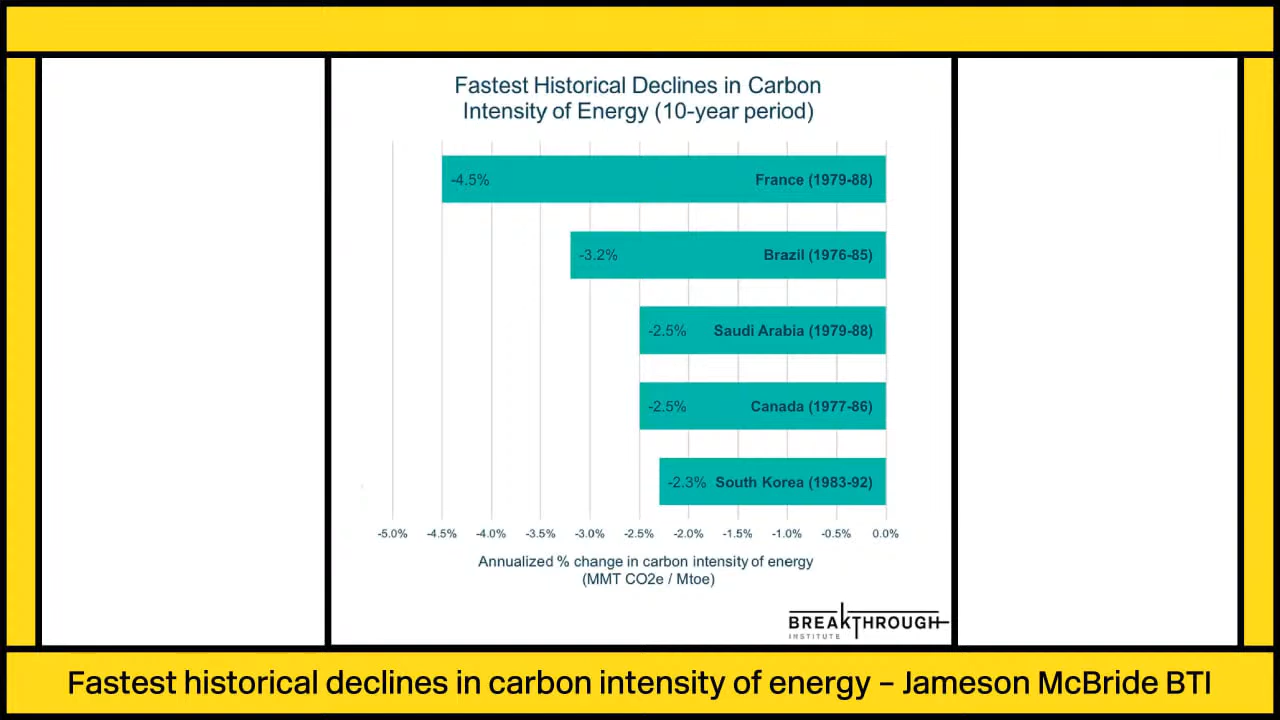 Fastest Historical Declines in Carbon
Intensity of Energy (10-year period)
-4.5% France (1979-88)
-3.2% Brazil (1976-85)
-2.5% Saudi Arabia (1979-88)
-2.5% Canada (1977-86)
-2.3% South Korea (1983-92)
-5.0% -4.5% -4.0% -3.5% -3.0% -2.5% -2.0% -1.5% -1.0% -0.5% 0.0%
Annualized % change in carbon intensity of energy
(MMT CO2e / Mtoe)
BREAKTHROUGH
INSTITUTE
Fastest historical declines in carbon intensity of energy – Jameson McBride BTI